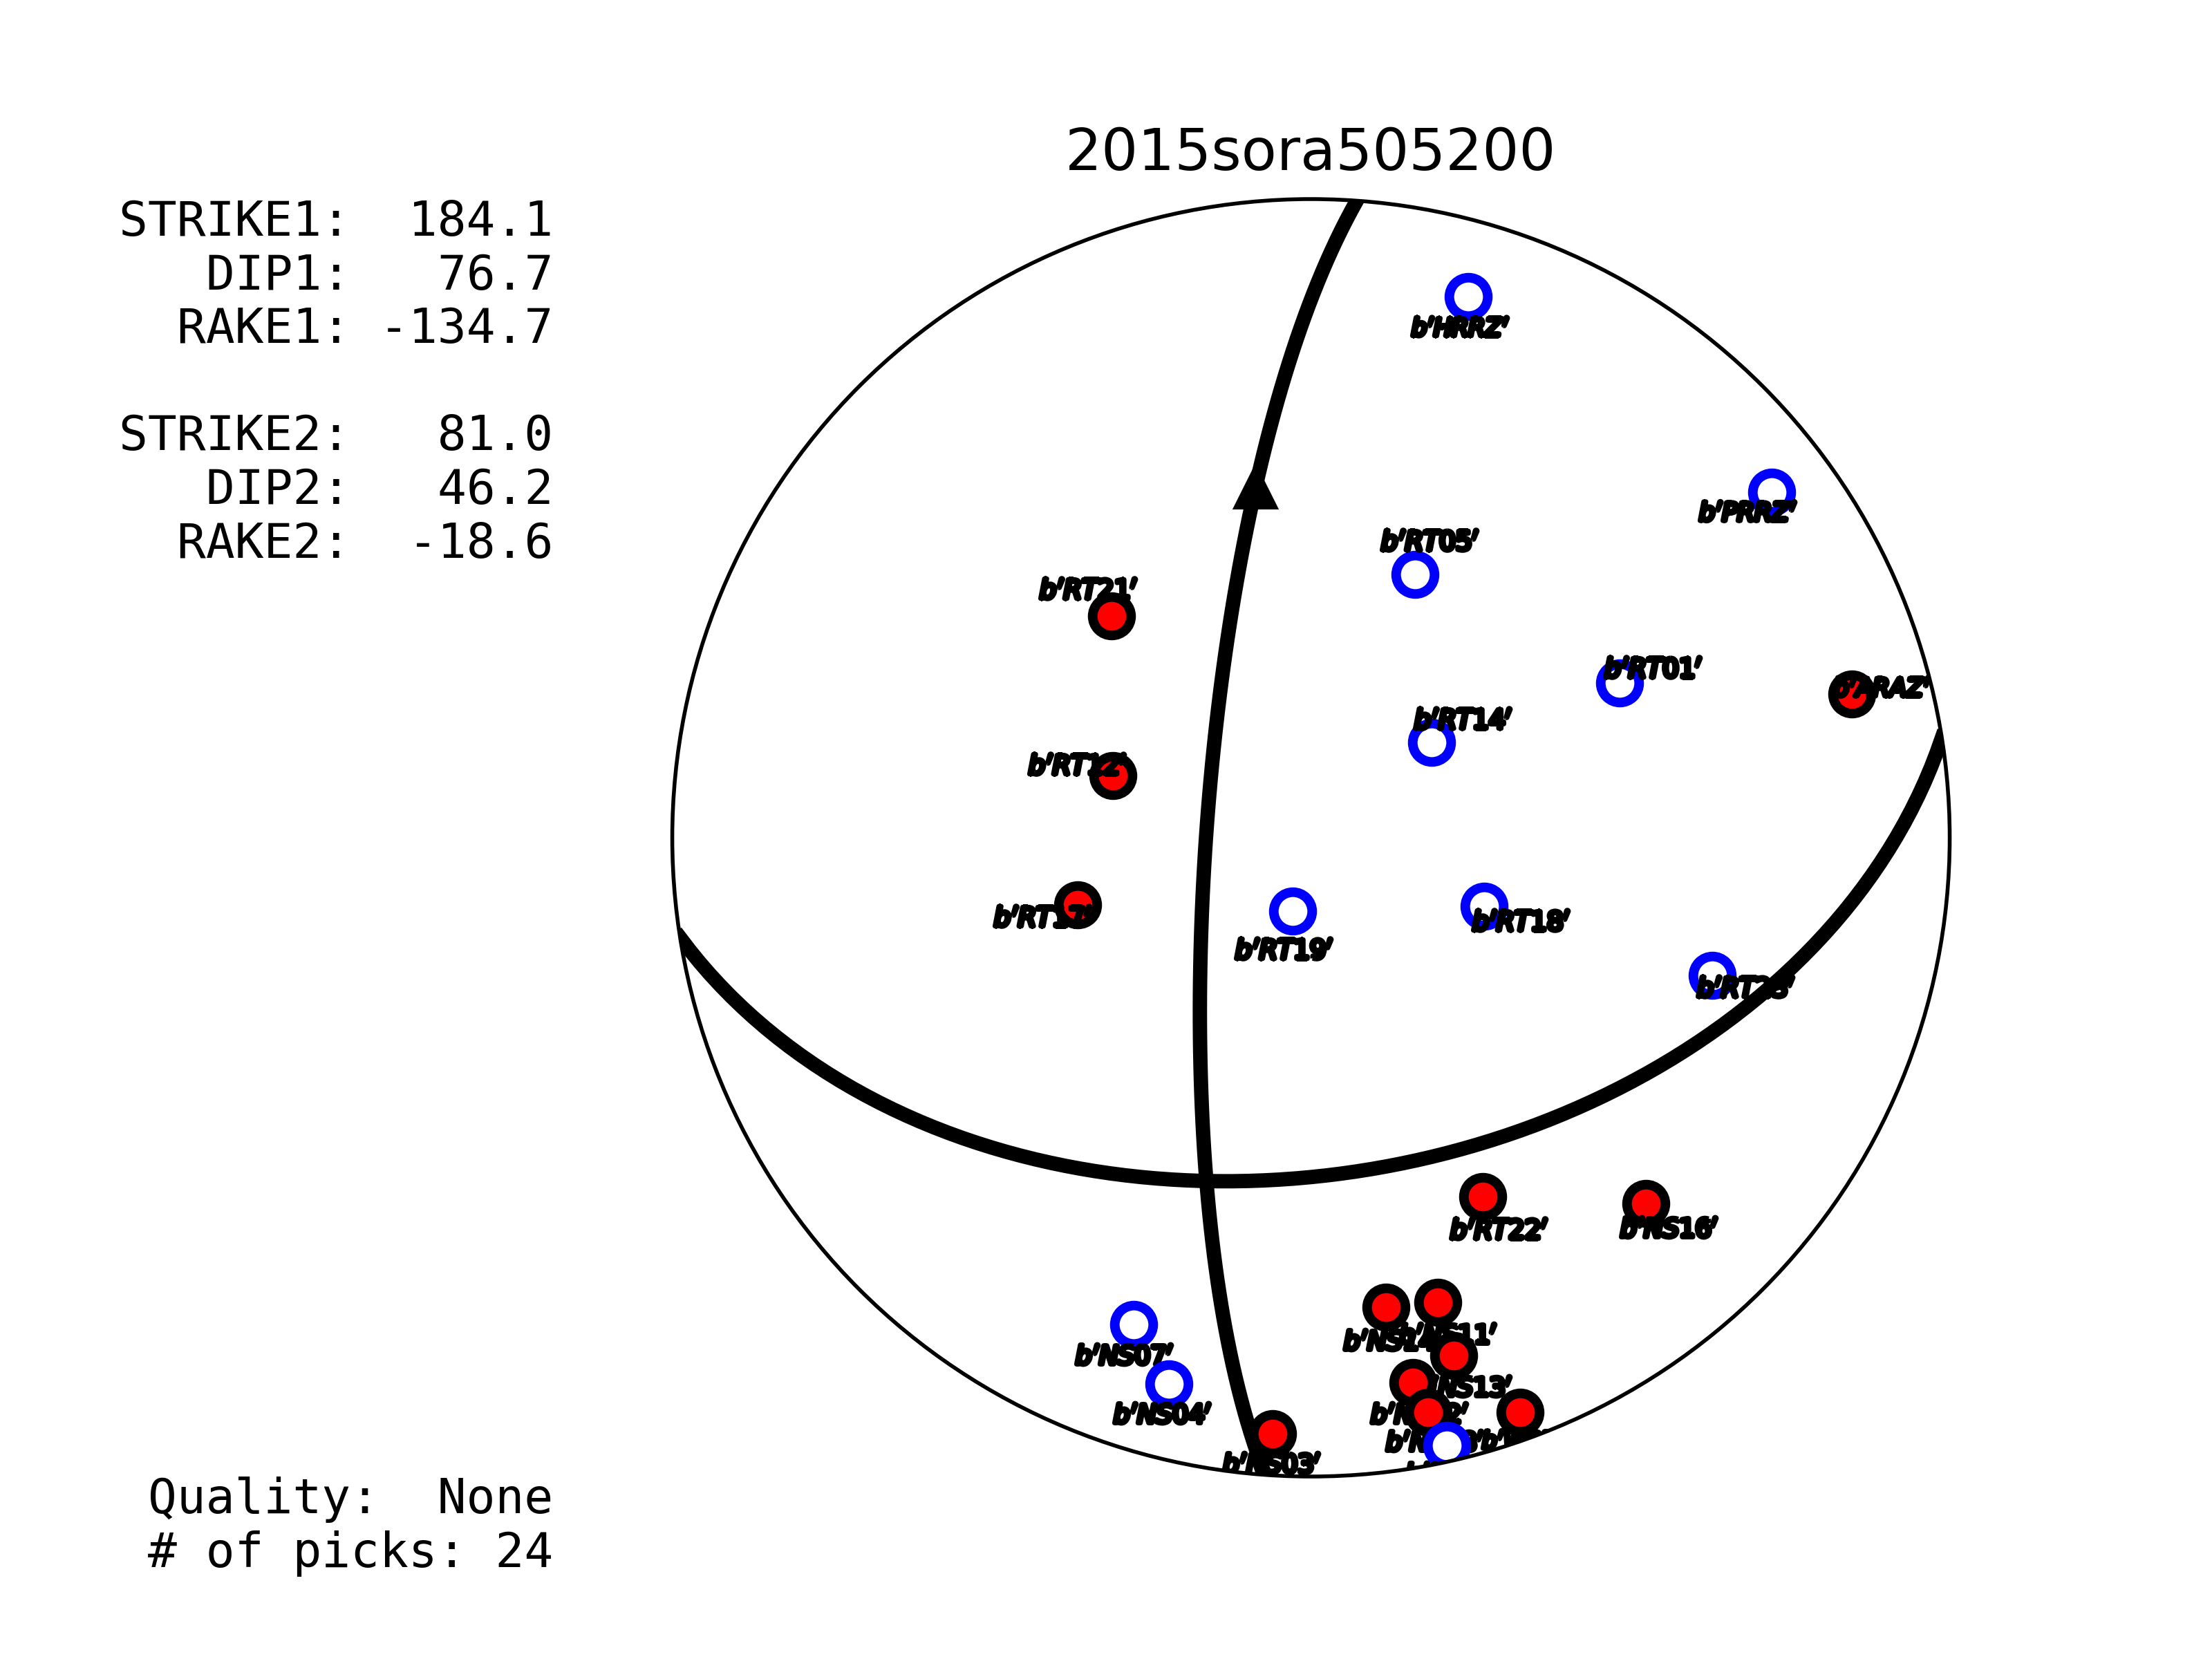 2015sora505200
STRIKE1: 184.1
DIP1: 76.7
RAKE1: -134.7
STRIKE2: 81.0
DIP2: 46.2
RAKE2: -18.6
b'HRRZ'
b'PRRZ'
b'RT05'
b'RT21'
b'RT01'
b'RT14'
b'RT18'
b'RT19'
b'RT22'
b'NS16'
b'NS07'
b'NS04'
b'NS03'
Quality: None
# of picks: 24